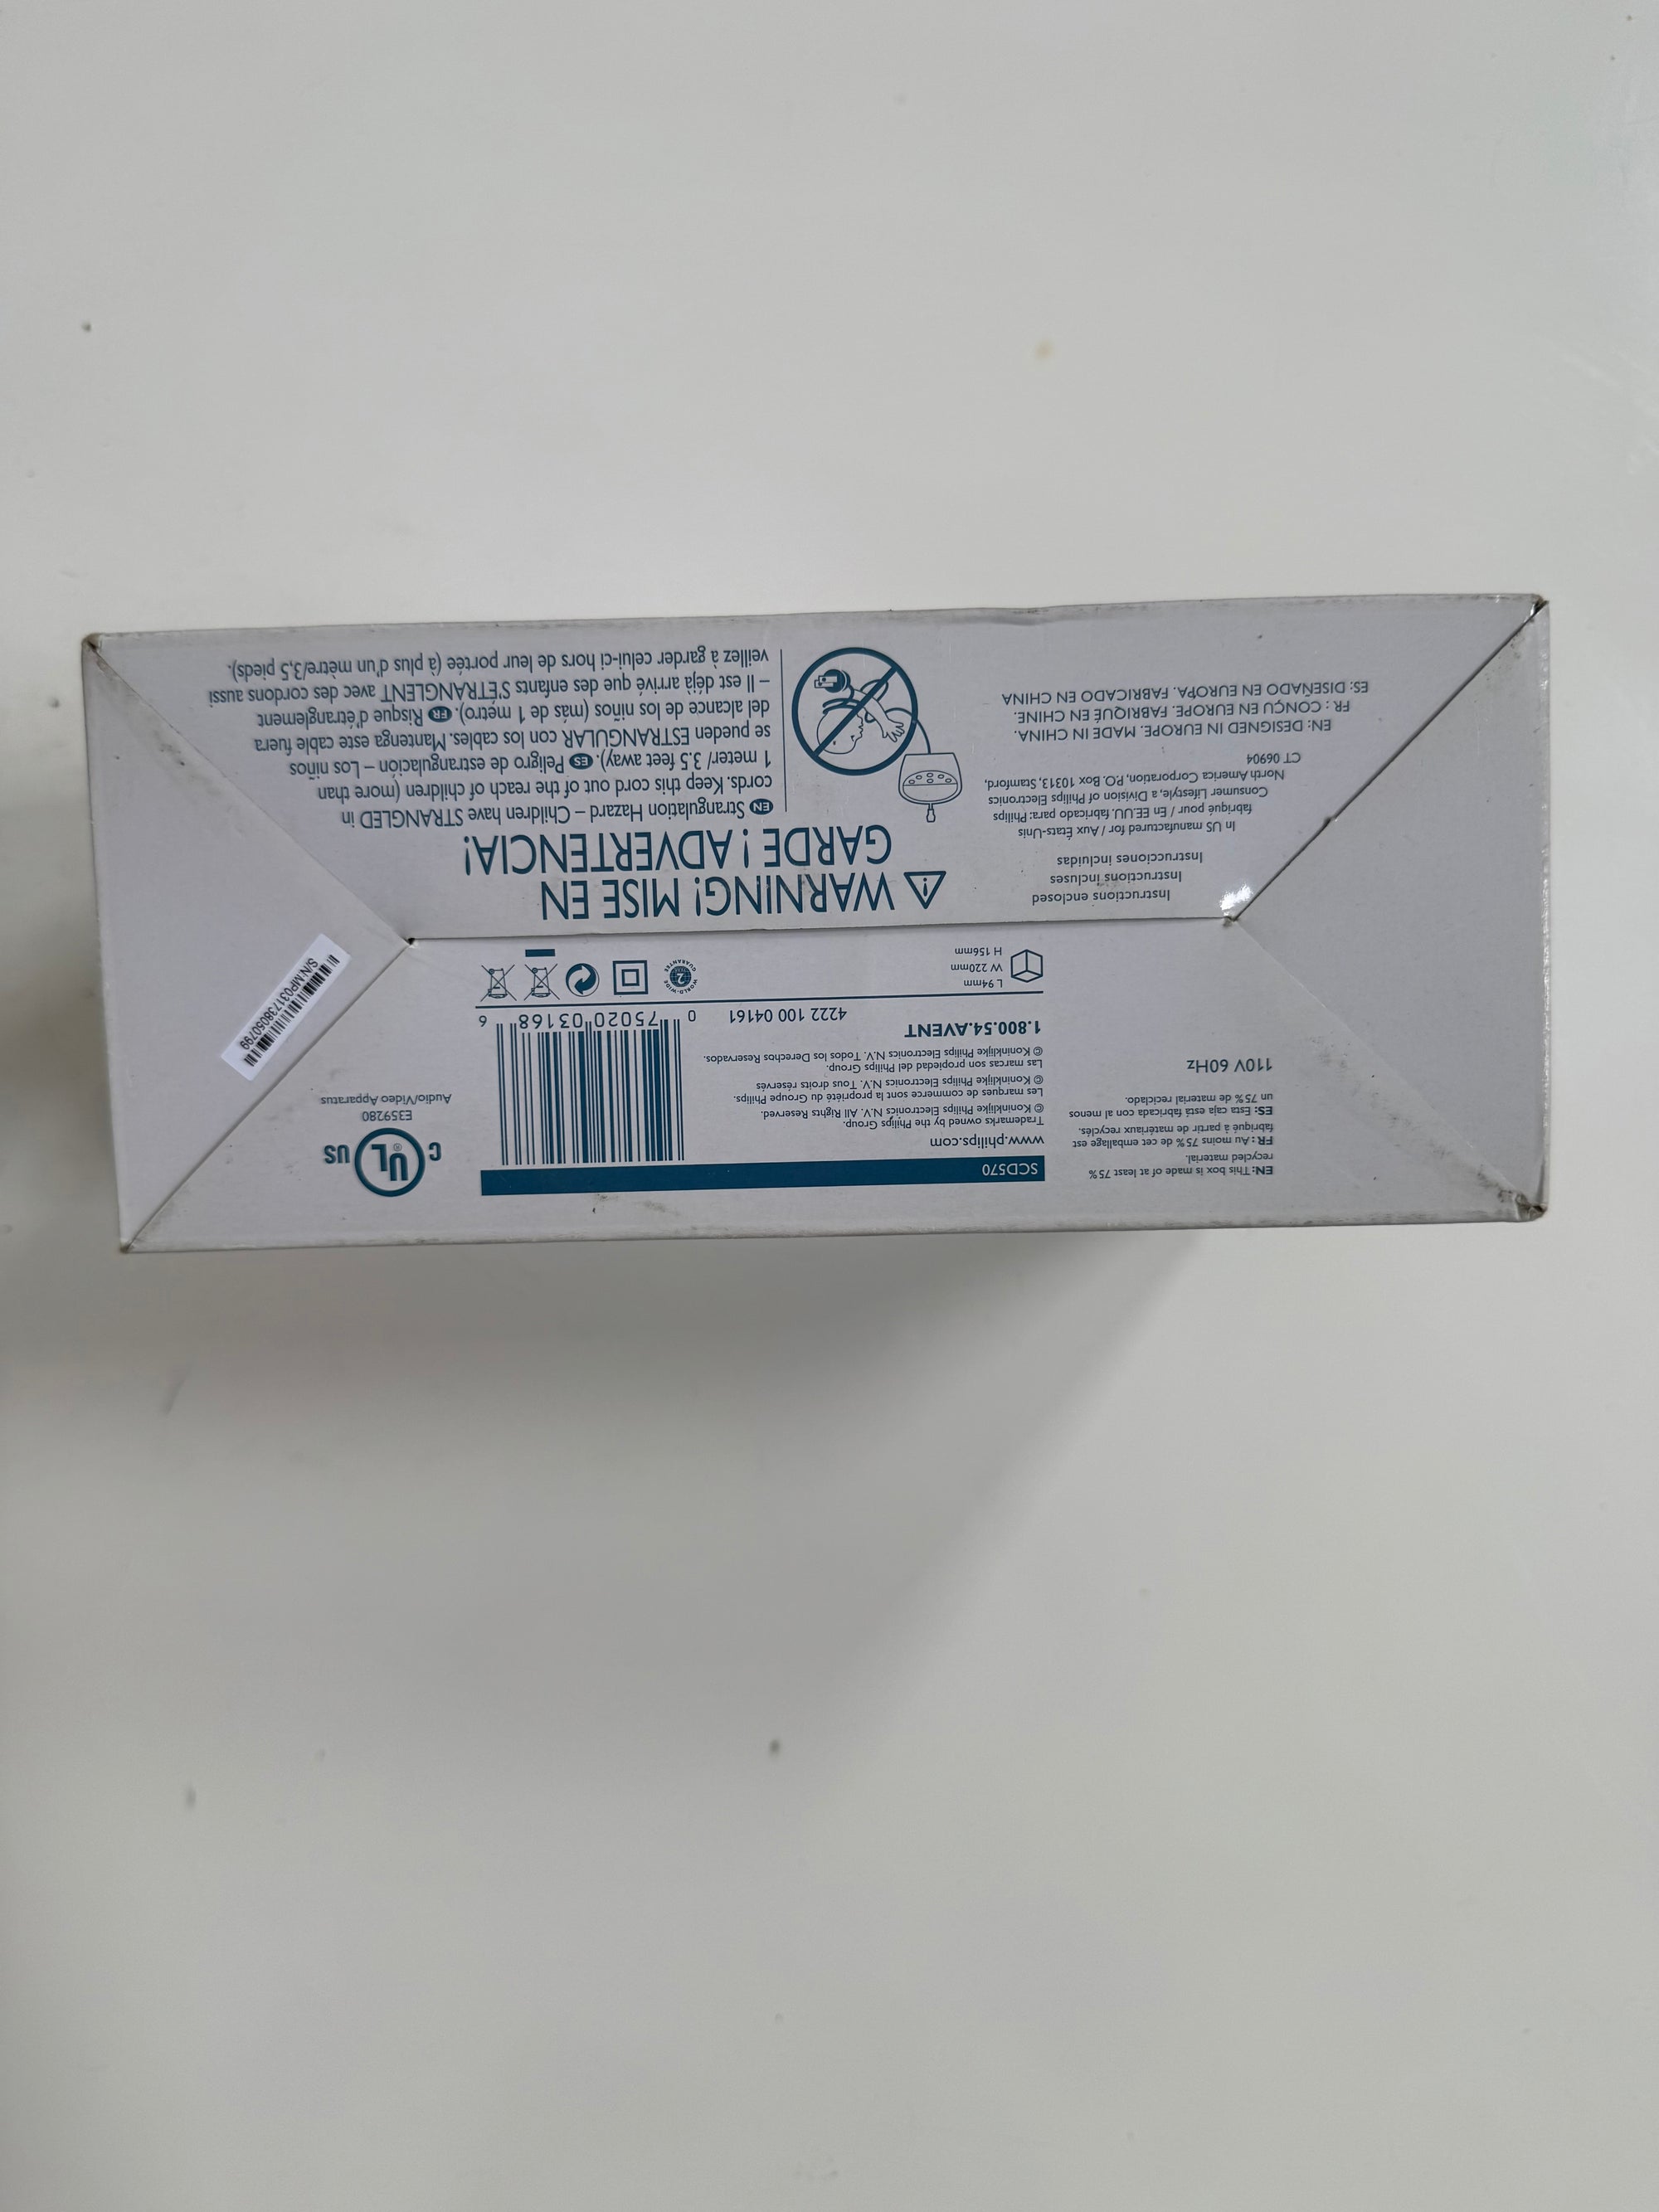 EN: This box is made of at least 75%
recycled material.
FR: Au moins 75% de cet emballage est
fabriqué à partir de matériaux recyclés.
ES: Esta caja está fabricada con al menos
un 75% de material reciclado.
110V 60Hz
SCD570
www.philips.com
Trademarks owned by the Philips Group.
© Koninklijke Philips Electronics N.V. All Rights Reserved.
Les marques de commerce sont la propriété du Groupe Philips.
© Koninklijke Philips Electronics N.V. Tous droits réservés
Las marcas son propiedad del Philips Group.
© Koninklijke Philips Electronics N.V. Todos los Derechos Reservados.
1.800.54.AVENT
4222 100 04161
0 75020 03168 6
L 94mm
W 220mm
H 156mm
WORLD-WIDE
2
GUARANTEE
C UL® US
E359280
Audio/Video Apparatus
S/N:MP031738050799
Instructions enclosed
Instructions incluses
Instrucciones incluidas
In US manufactured for / Aux États-Unis
fabriqué pour / En EE.UU. fabricado para: Philips
Consumer Lifestyle, a Division of Philips Electronics
North America Corporation, P.O. Box 10313, Stamford,
CT 06904
EN: DESIGNED IN EUROPE. MADE IN CHINA.
FR : CONÇU EN EUROPE. FABRIQUÉ EN CHINE.
ES: DISEÑADO EN EUROPA. FABRICADO EN CHINA
WARNING! MISE EN
GARDE ! ADVERTENCIA!
EN Strangulation Hazard – Children have STRANGLED in
cords. Keep this cord out of the reach of children (more than
1 meter/ 3.5 feet away). ES Peligro de estrangulación – Los niños
se pueden ESTRANGULAR con los cables. Mantenga este cable fuera
del alcance de los niños (más de 1 metro). FR Risque d'étranglement
– Il est déjà arrivé que des enfants S'ÉTRANGLENT avec des cordons aussi
veillez à garder celui-ci hors de leur portée (à plus d'un mètre/3,5 pieds).